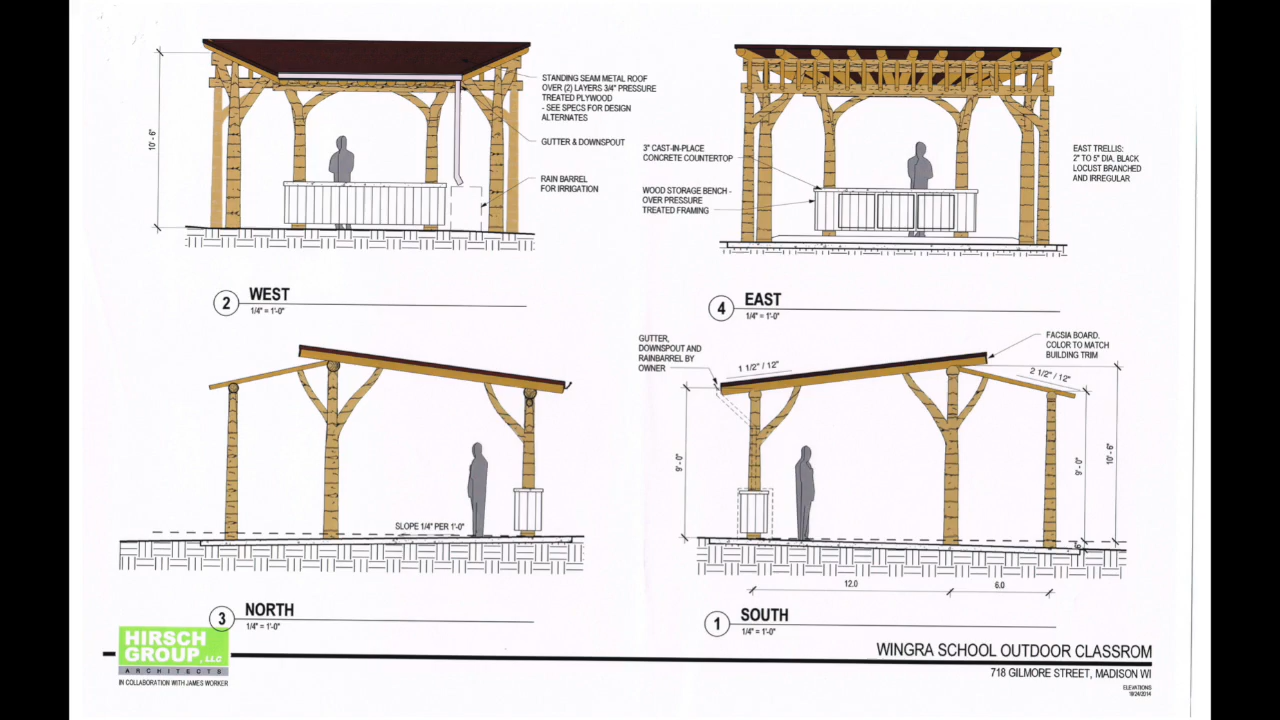 10'- 6"
STANDING SEAM METAL ROOF
OVER (2) LAYERS 3/4" PRESSURE
TREATED PLYWOOD
- SEE SPECS FOR DESIGN
ALTERNATES
GUTTER & DOWNSPOUT
RAIN BARREL
FOR IRRIGATION
2
WEST
1/4" = 1'-0"
3" CAST-IN-PLACE
CONCRETE COUNTERTOP
WOOD STORAGE BENCH -
OVER PRESSURE
TREATED FRAMING
EAST TRELLIS:
2" TO 5" DIA. BLACK
LOCUST BRANCHED
AND IRREGULAR
4
EAST
1/4" = 1'-0"
SLOPE 1/4" PER 1'-0"
3
NORTH
1/4" = 1'-0"
GUTTER,
DOWNSPOUT AND
RAINBARREL BY
OWNER
1 1/2" / 12"
FACSIA BOARD.
COLOR TO MATCH
BUILDING TRIM
2 1/2" / 12"
9'- 0"
9'- 0"
10'- 6"
12.0
6.0
1
SOUTH
1/4" = 1'-0"
HIRSCH
GROUP, LLC
ARCHITECTS
IN COLLABORATION WITH JAMES WORKER
WINGRA SCHOOL OUTDOOR CLASSROM
718 GILMORE STREET, MADISON WI
ELEVATIONS
10/24/2014